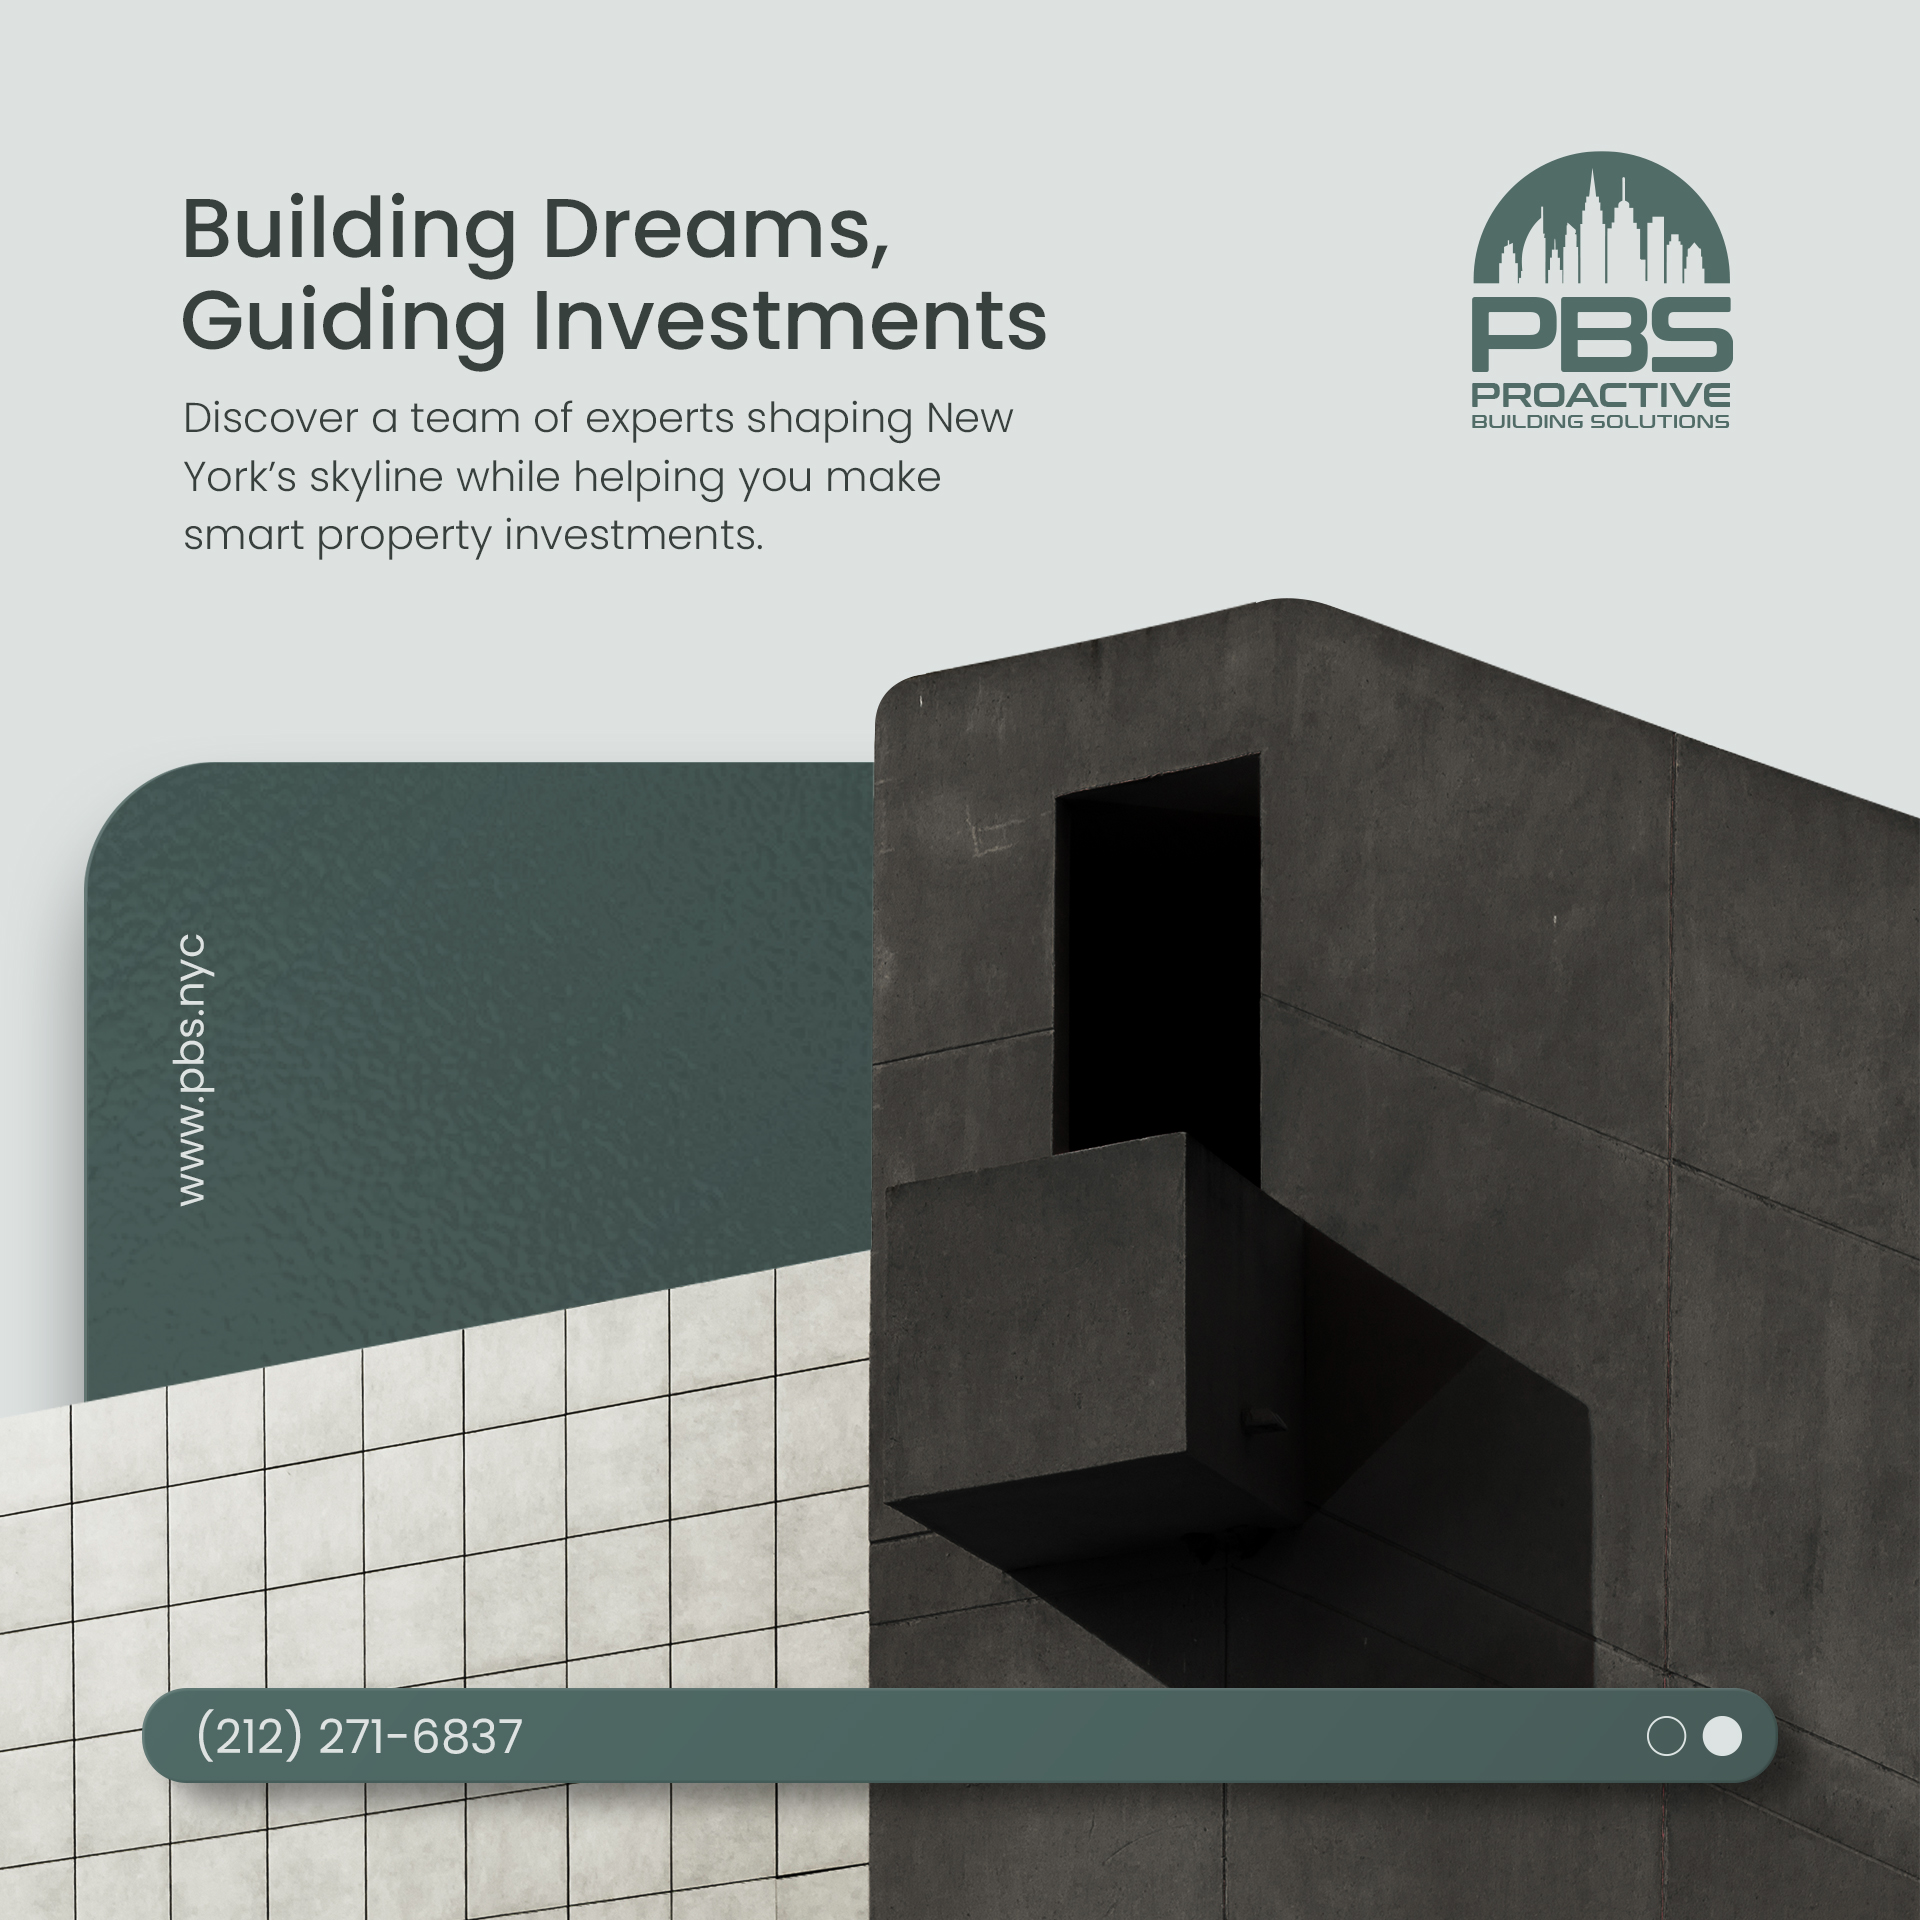 Building Dreams,
Guiding Investments
Discover a team of experts shaping New
York’s skyline while helping you make
smart property investments.
PBS
PROACTIVE
BUILDING SOLUTIONS
www.pbs.nyc
(212) 271-6837